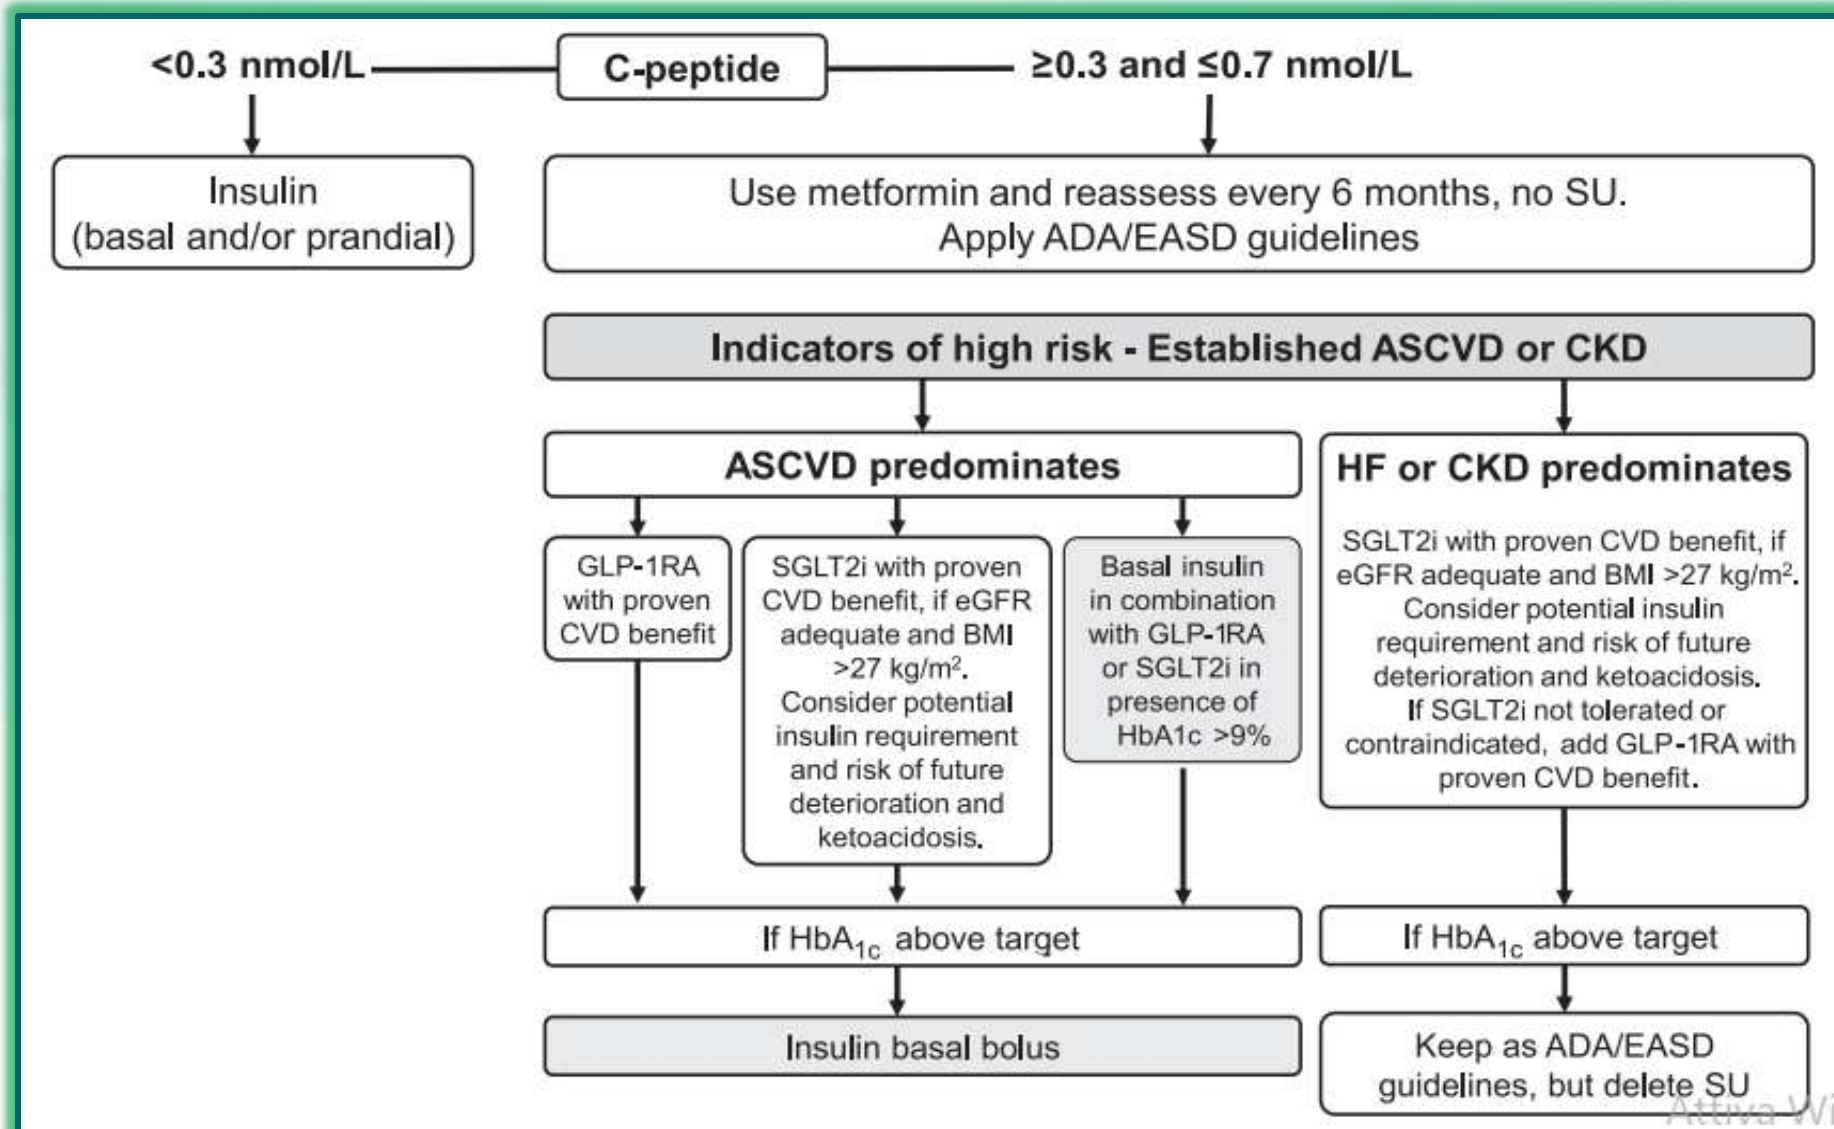 <0.3 nmol/L
C-peptide
≥0.3 and ≤0.7 nmol/L
Insulin
(basal and/or prandial)
Use metformin and reassess every 6 months, no SU.
Apply ADA/EASD guidelines
Indicators of high risk - Established ASCVD or CKD
ASCVD predominates
GLP-1RA
with proven
CVD benefit
SGLT2i with proven
CVD benefit, if eGFR
adequate and BMI
>27 kg/m².
Consider potential
insulin requirement
and risk of future
deterioration and
ketoacidosis.
Basal insulin
in combination
with GLP-1RA
or SGLT2i in
presence of
HbA1c >9%
HF or CKD predominates
SGLT2i with proven CVD benefit, if
eGFR adequate and BMI >27 kg/m².
Consider potential insulin
requirement and risk of future
deterioration and ketoacidosis.
If SGLT2i not tolerated or
contraindicated, add GLP-1RA with
proven CVD benefit.
If HbA₁c above target
If HbA₁c above target
Insulin basal bolus
Keep as ADA/EASD
guidelines, but delete SU
Attiva Wi